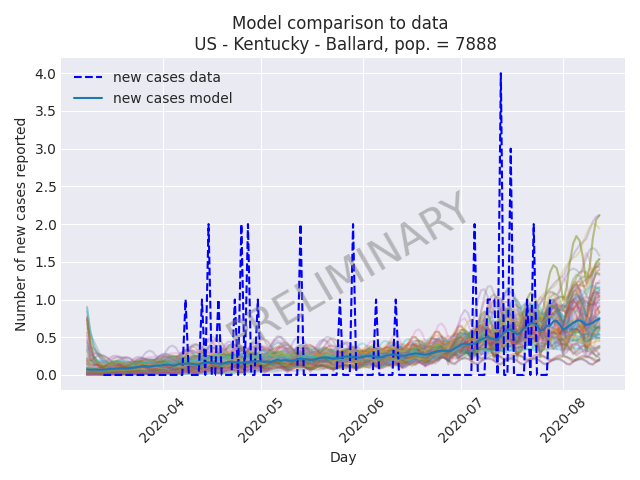 Model comparison to data
US - Kentucky - Ballard, pop. = 7888
new cases data
new cases model
PRELIMINARY
Number of new cases reported
4.0
3.5
3.0
2.5
2.0
1.5
1.0
0.5
0.0
2020-04
2020-05
2020-06
2020-07
2020-08
Day